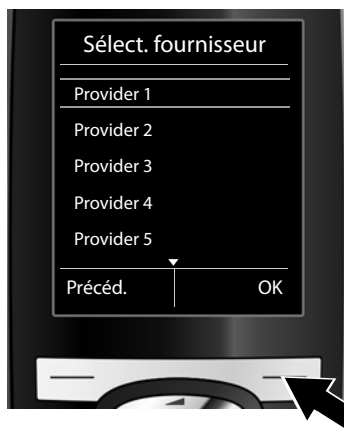 Sélect. fournisseur
Provider 1
Provider 2
Provider 3
Provider 4
Provider 5
Précéd. OK